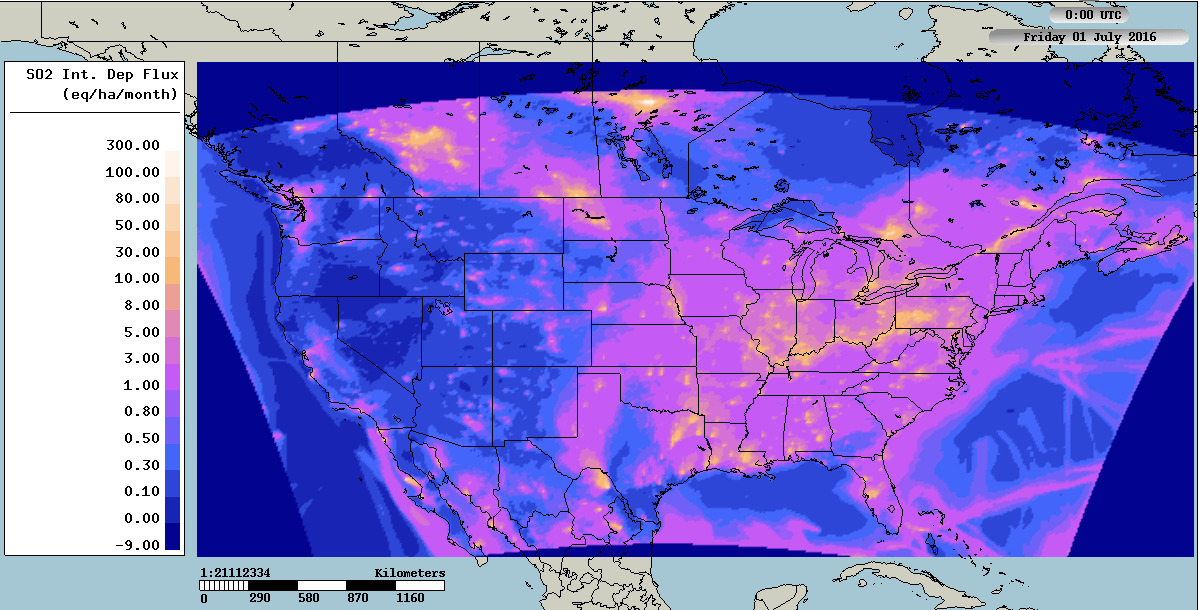 0:00 UTC
Friday 01 July 2016
SO2 Int. Dep Flux
(eq/ha/month)
300.00
100.00
80.00
50.00
30.00
10.00
8.00
5.00
3.00
1.00
0.80
0.50
0.30
0.10
0.00
-9.00
1:21112334 Kilometers
0 290 580 870 1160